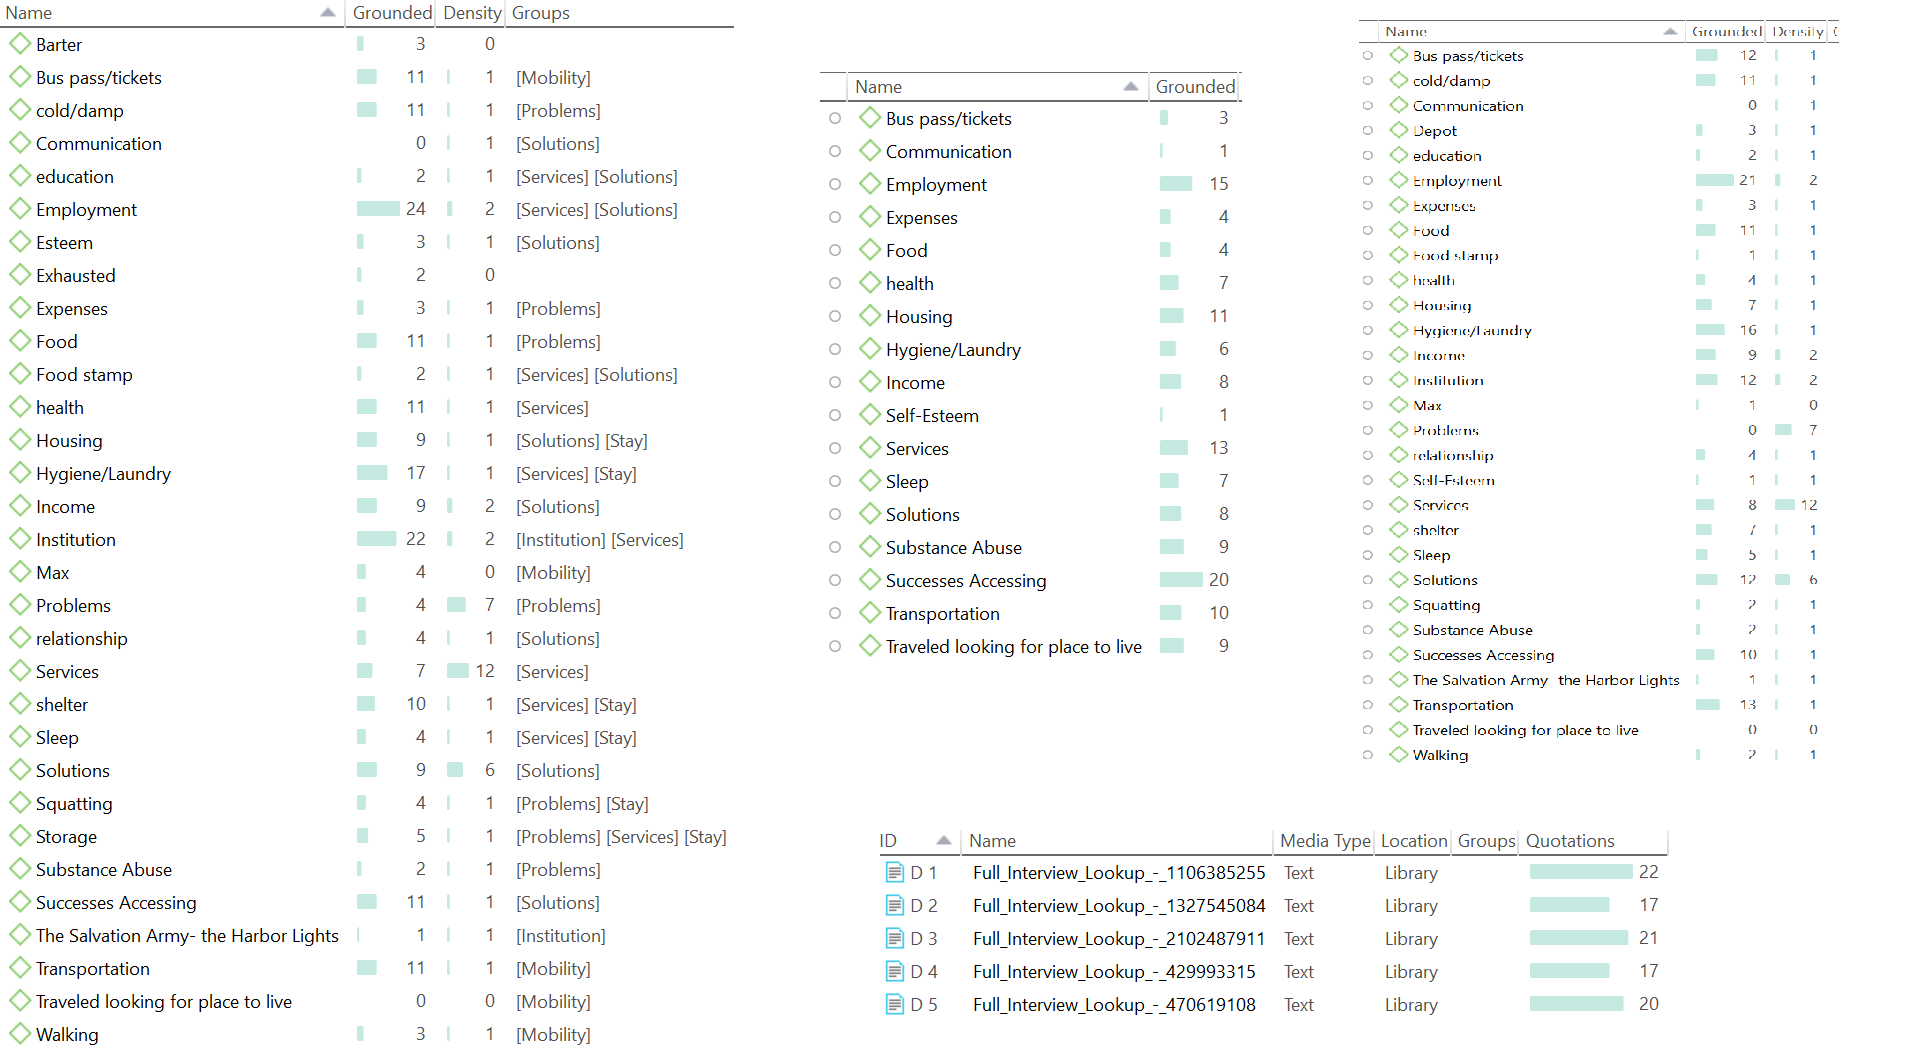 Name Grounded Density Groups
Barter 3 0
Bus pass/tickets 11 1 [Mobility]
cold/damp 11 1 [Problems]
Communication 0 1 [Solutions]
education 2 1 [Services] [Solutions]
Employment 24 2 [Services] [Solutions]
Esteem 3 1 [Solutions]
Exhausted 2 0
Expenses 3 1 [Problems]
Food 11 1 [Problems]
Food stamp 2 1 [Services] [Solutions]
health 11 1 [Services]
Housing 9 1 [Solutions] [Stay]
Hygiene/Laundry 17 1 [Services] [Stay]
Income 9 2 [Solutions]
Institution 22 2 [Institution] [Services]
Max 4 0 [Mobility]
Problems 4 7 [Problems]
relationship 4 1 [Solutions]
Services 7 12 [Services]
shelter 10 1 [Services] [Stay]
Sleep 4 1 [Services] [Stay]
Solutions 9 6 [Solutions]
Squatting 4 1 [Problems] [Stay]
Storage 5 1 [Problems] [Services] [Stay]
Substance Abuse 2 1 [Problems]
Successes Accessing 11 1 [Solutions]
The Salvation Army- the Harbor Lights 1 1 [Institution]
Transportation 11 1 [Mobility]
Traveled looking for place to live 0 0 [Mobility]
Walking 3 1 [Mobility]
Name Grounded
Bus pass/tickets 3
Communication 1
Employment 15
Expenses 4
Food 4
health 7
Housing 11
Hygiene/Laundry 6
Income 8
Self-Esteem 1
Services 13
Sleep 7
Solutions 8
Substance Abuse 9
Successes Accessing 20
Transportation 10
Traveled looking for place to live 9
Name Grounded Density
Bus pass/tickets 12 1
cold/damp 11 1
Communication 0 1
Depot 3 1
education 2 1
Employment 21 2
Expenses 3 1
Food 11 1
Food stamp 1 1
health 4 1
Housing 7 1
Hygiene/Laundry 16 1
Income 9 2
Institution 12 2
Max 1 0
Problems 0 7
relationship 4 1
Self-Esteem 1 1
Services 8 12
shelter 7 1
Sleep 5 1
Solutions 12 6
Squatting 2 1
Substance Abuse 2 1
Successes Accessing 10 1
The Salvation Army- the Harbor Lights 1 1
Transportation 13 1
Traveled looking for place to live 0 0
Walking 2 1
ID Name Media Type Location Groups Quotations
D 1 Full_Interview_Lookup_-_1106385255 Text Library 22
D 2 Full_Interview_Lookup_-_1327545084 Text Library 17
D 3 Full_Interview_Lookup_-_2102487911 Text Library 21
D 4 Full_Interview_Lookup_-_429993315 Text Library 17
D 5 Full_Interview_Lookup_-_470619108 Text Library 20